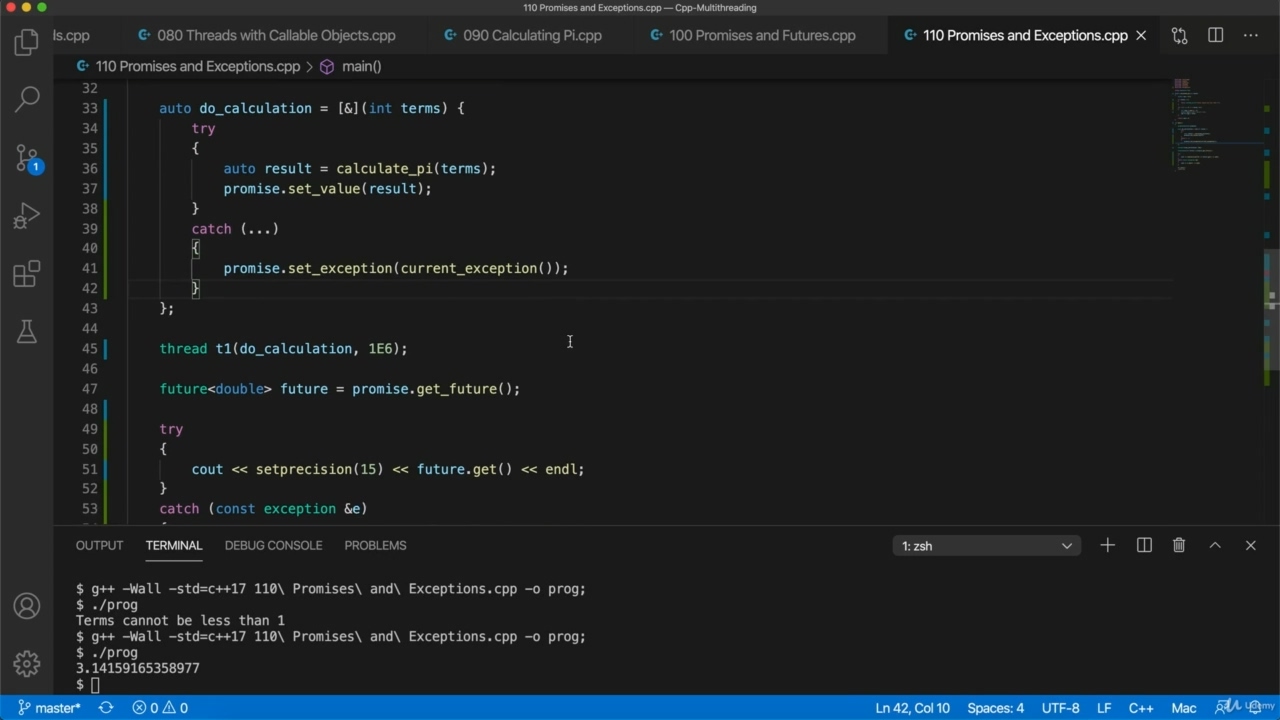 110 Promises and Exceptions.cpp — Cpp-Multithreading
ls.cpp 080 Threads with Callable Objects.cpp 090 Calculating Pi.cpp 100 Promises and Futures.cpp 110 Promises and Exceptions.cpp
110 Promises and Exceptions.cpp > main()
32
33 auto do_calculation = [&](int terms) {
34 try
35 {
36 auto result = calculate_pi(terms);
37 promise.set_value(result);
38 }
39 catch (...)
40 {
41 promise.set_exception(current_exception());
42 }
43 };
44
45 thread t1(do_calculation, 1E6);
46
47 future<double> future = promise.get_future();
48
49 try
50 {
51 cout << setprecision(15) << future.get() << endl;
52 }
53 catch (const exception &e)
OUTPUT TERMINAL DEBUG CONSOLE PROBLEMS 1: zsh
$ g++ -Wall -std=c++17 110\ Promises\ and\ Exceptions.cpp -o prog;
$ ./prog
Terms cannot be less than 1
$ g++ -Wall -std=c++17 110\ Promises\ and\ Exceptions.cpp -o prog;
$ ./prog
3.14159165358977
$
1
master* 0 0 Ln 42, Col 10 Spaces: 4 UTF-8 LF C++ Mac Udemy